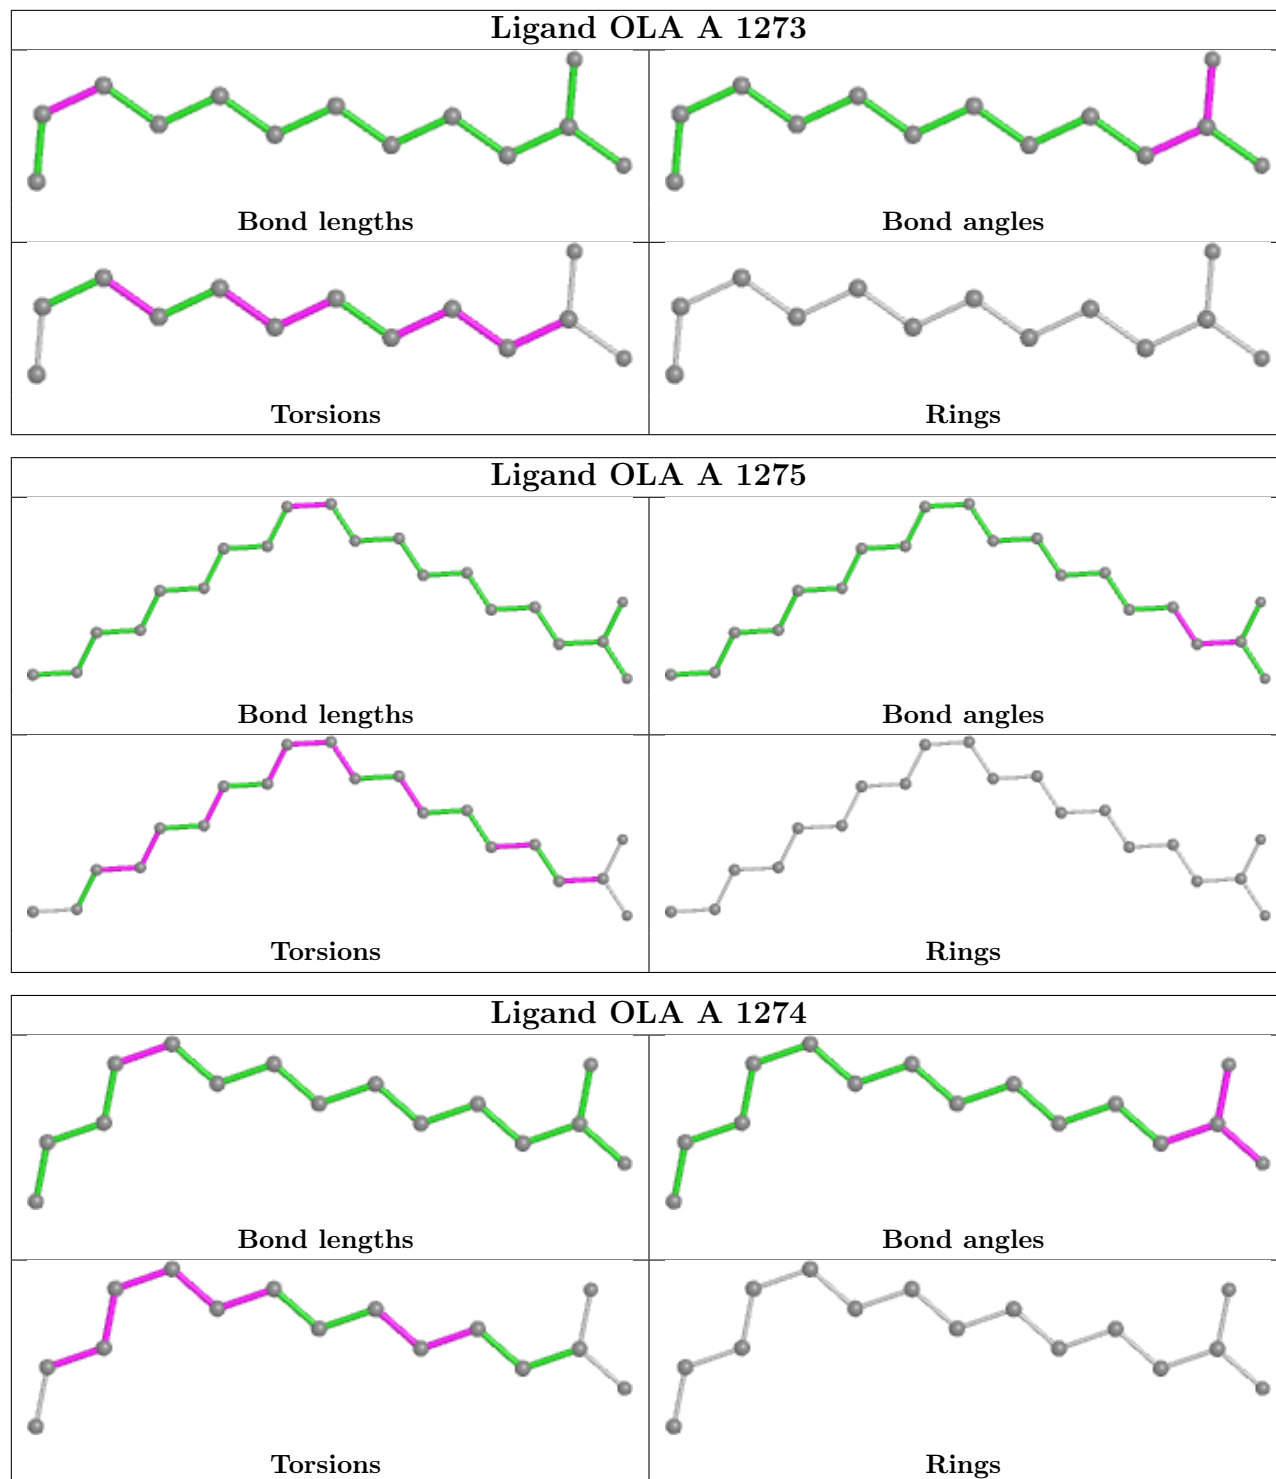 Ligand OLA A 1273
Bond lengths
Bond angles
Torsions
Rings
Ligand OLA A 1275
Bond lengths
Bond angles
Torsions
Rings
Ligand OLA A 1274
Bond lengths
Bond angles
Torsions
Rings